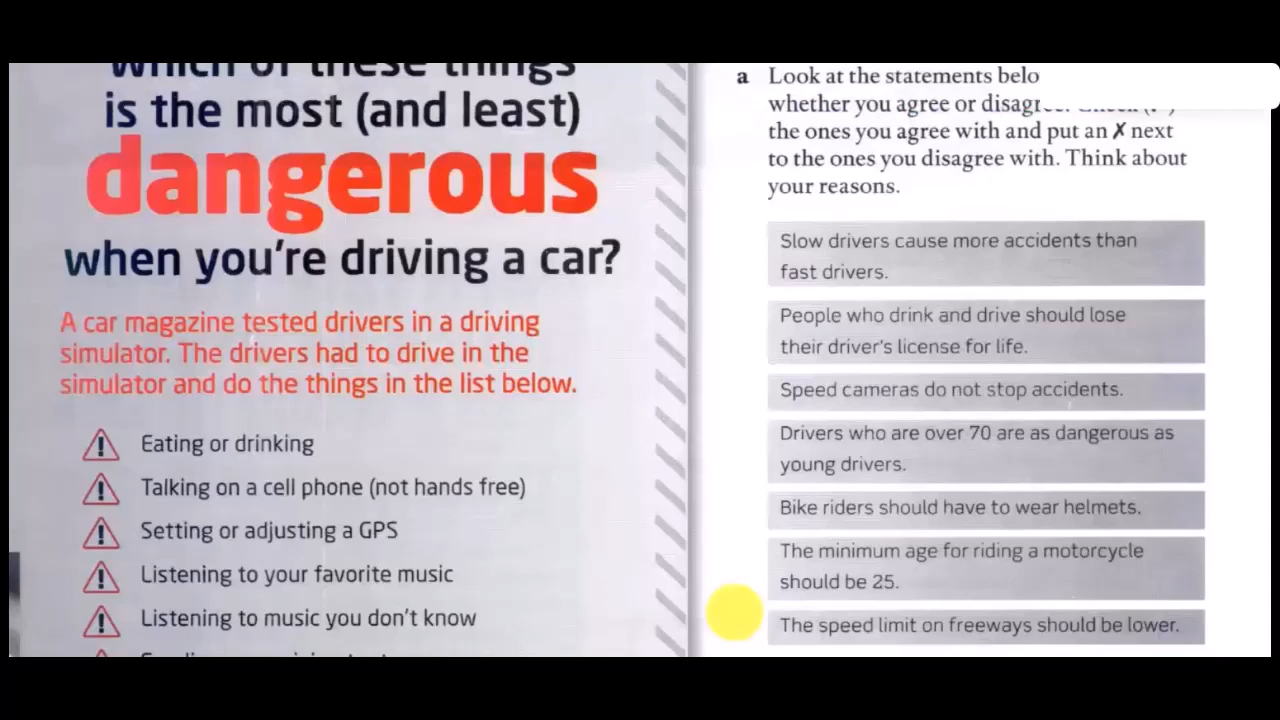 which of these things
is the most (and least)
dangerous
when you're driving a car?
A car magazine tested drivers in a driving
simulator. The drivers had to drive in the
simulator and do the things in the list below.
Eating or drinking
Talking on a cell phone (not hands free)
Setting or adjusting a GPS
Listening to your favorite music
Listening to music you don't know
a Look at the statements belo
whether you agree or disagr
the ones you agree with and put an ✗ next
to the ones you disagree with. Think about
your reasons.
Slow drivers cause more accidents than
fast drivers.
People who drink and drive should lose
their driver's license for life.
Speed cameras do not stop accidents.
Drivers who are over 70 are as dangerous as
young drivers.
Bike riders should have to wear helmets.
The minimum age for riding a motorcycle
should be 25.
The speed limit on freeways should be lower.